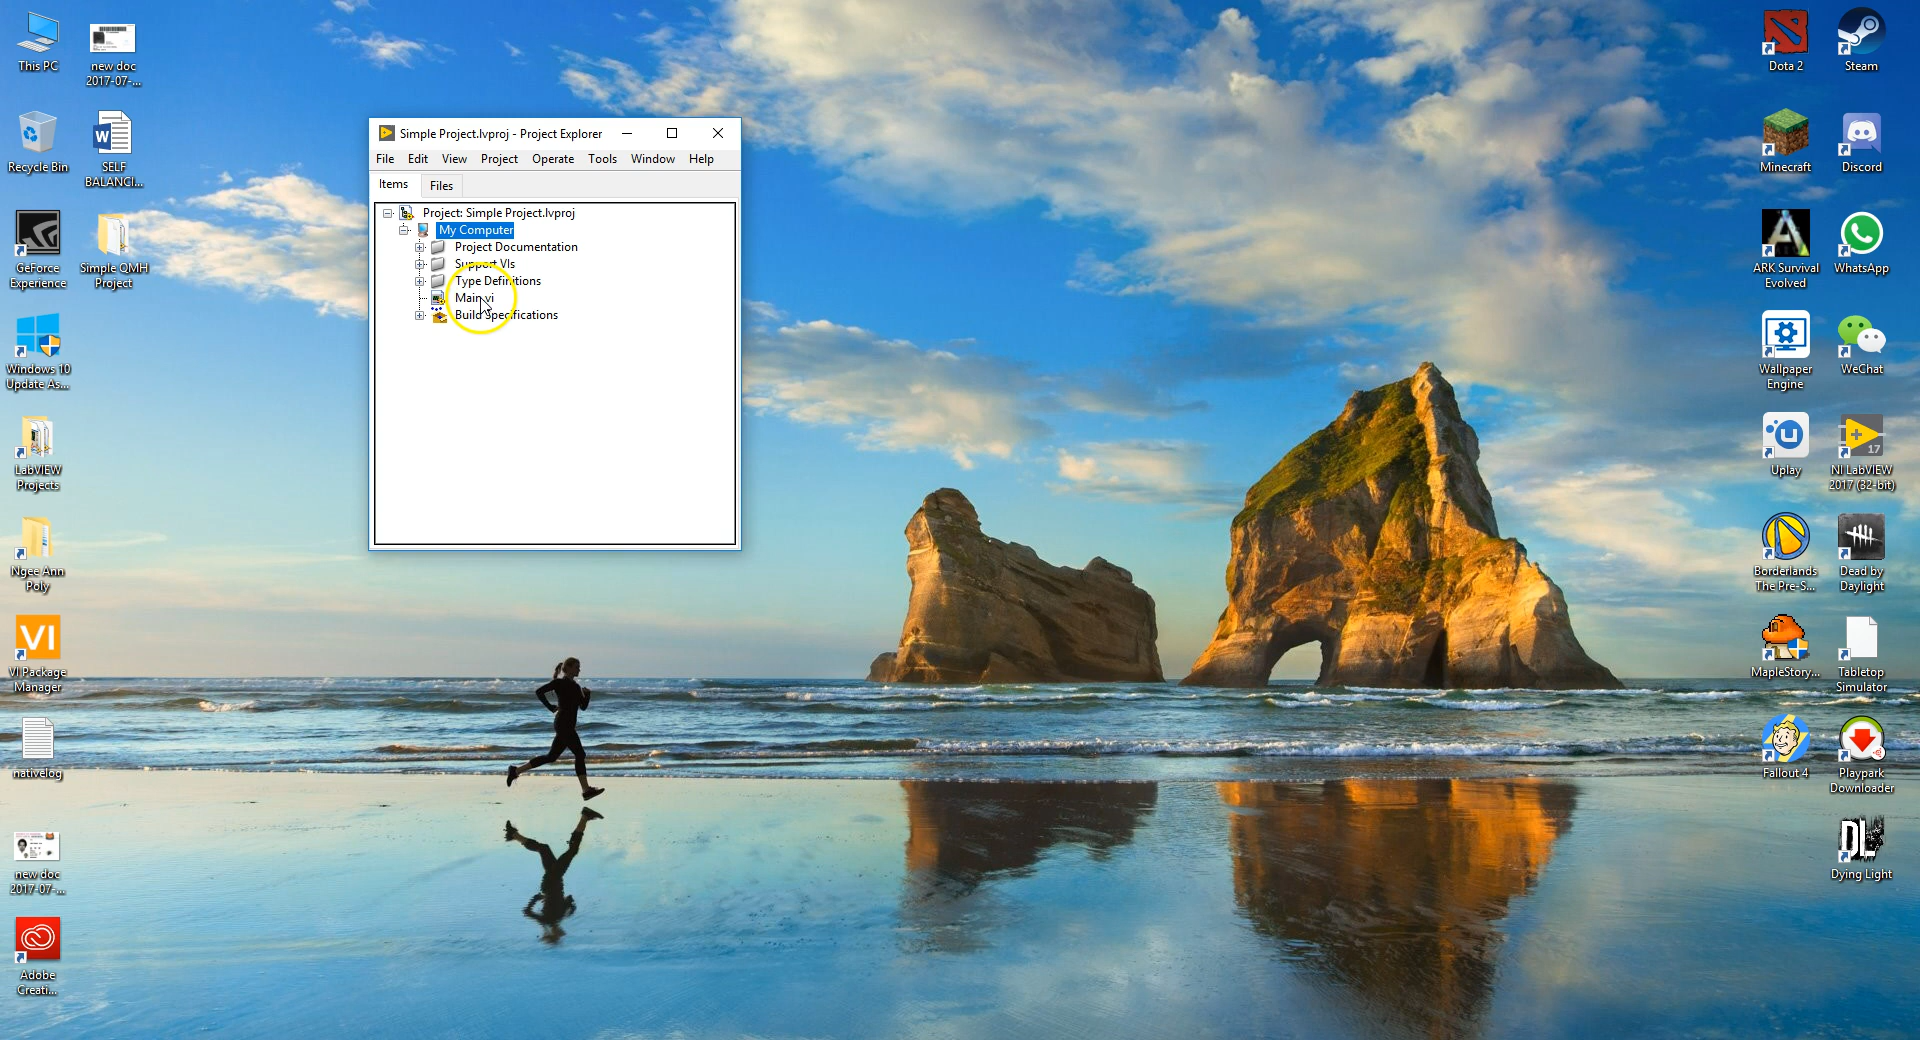 This PC
new doc
2017-07-...
Recycle Bin
SELF
BALANCI...
GeForce
Experience
Simple QMH
Project
Windows 10
Update As...
LabVIEW
Projects
Ngee Ann
Poly
VI
VI Package
Manager
nativelog
new doc
2017-07-...
Adobe
Creati...
Simple Project.lvproj - Project Explorer
File Edit View Project Operate Tools Window Help
Items Files
Project: Simple Project.lvproj
My Computer
Project Documentation
Support VIs
Type Definitions
Main.vi
Build Specifications
Dota 2
Steam
Minecraft
Discord
ARK Survival
Evolved
WhatsApp
Wallpaper
Engine
WeChat
Uplay
17
NI LabVIEW
2017 (32-bit)
Borderlands
The Pre-S...
Dead by
Daylight
MapleStory...
Tabletop
Simulator
Fallout 4
Playpark
Downloader
DL
Dying Light